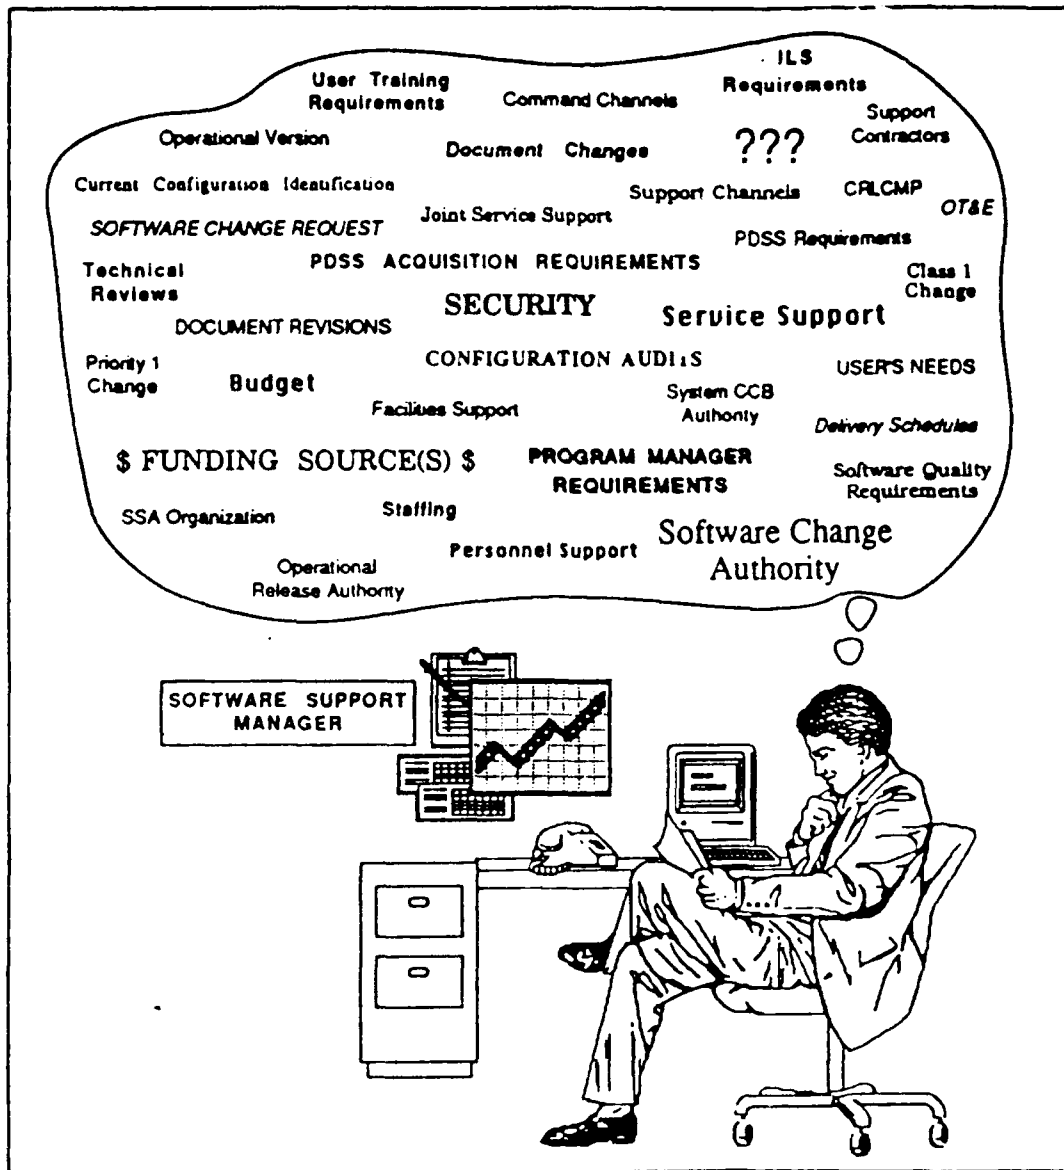 ILS
Requirements
User Training
Requirements
Command Channels
Support
Contractors
Operational Version
Document Changes
???
Current Configuration Identification
Support Channels
CRLCMP
OT&E
SOFTWARE CHANGE REQUEST
Joint Service Support
PDSS Requirements
Technical
Reviews
PDSS ACQUISITION REQUIREMENTS
Class 1
Change
SECURITY
Service Support
DOCUMENT REVISIONS
Priority 1
Change
Budget
CONFIGURATION AUDITS
USER'S NEEDS
Facilities Support
System CCB
Authority
Delivery Schedules
$ FUNDING SOURCE(S) $
PROGRAM MANAGER
REQUIREMENTS
Software Quality
Requirements
SSA Organization
Staffing
Personnel Support
Software Change
Authority
Operational
Release Authority
SOFTWARE SUPPORT
MANAGER